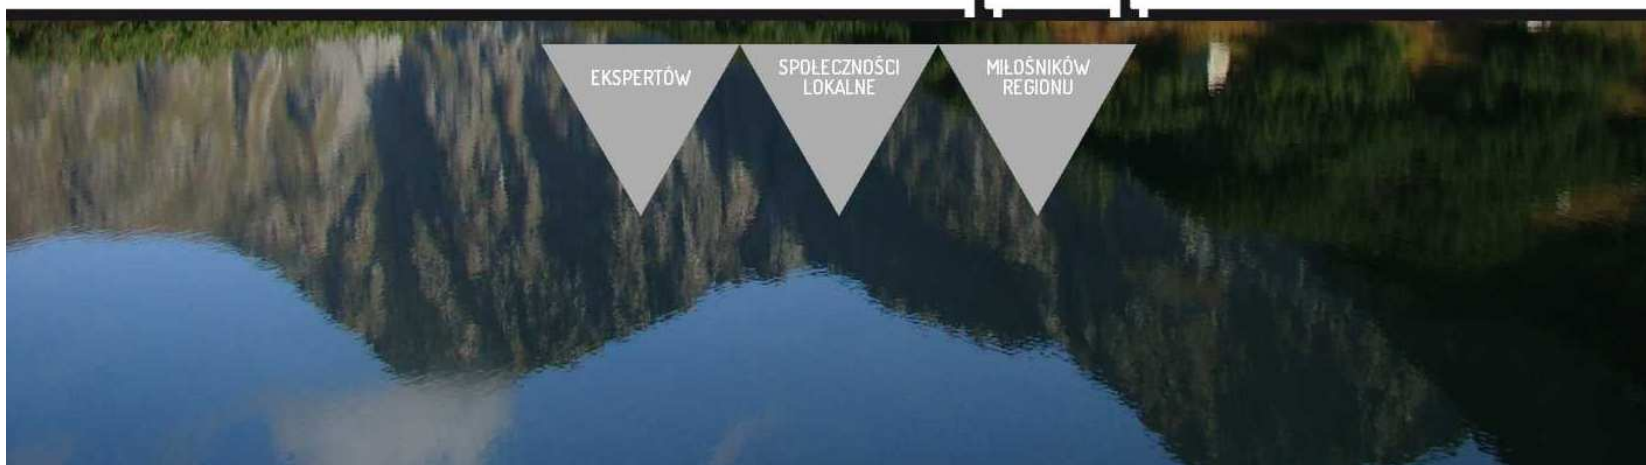 EKSPERTÓW
SPOŁECZNOŚCI
LOKALNE
MIŁOŚNIKÓW
REGIONU